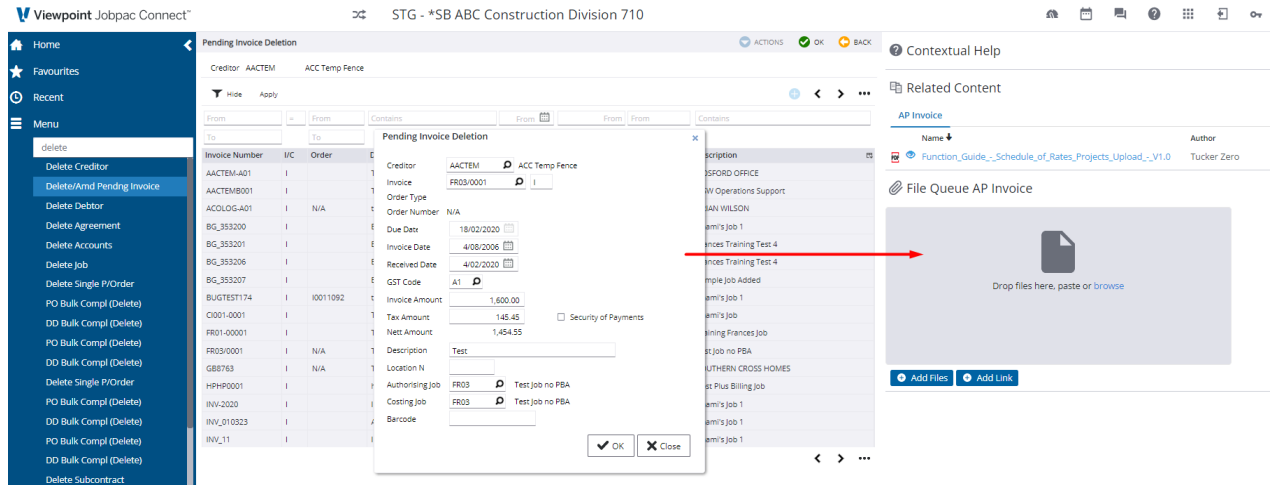 Viewpoint Jobpac Connect™
STG - *SB ABC Construction Division 710
Home
Favourites
Recent
Menu
delete
Delete Creditor
Delete/Amd Pendng Invoice
Delete Debtor
Delete Agreement
Delete Accounts
Delete Job
Delete Single P/Order
PO Bulk Compl (Delete)
DD Bulk Compl (Delete)
PO Bulk Compl (Delete)
DD Bulk Compl (Delete)
Delete Single P/Order
PO Bulk Compl (Delete)
DD Bulk Compl (Delete)
PO Bulk Compl (Delete)
DD Bulk Compl (Delete)
Delete Subcontract
Pending Invoice Deletion
ACTIONS OK BACK
Creditor AACTEM ACC Temp Fence
Hide Apply
From = From Contains From From From Contains
To To
Invoice Number I/C Order
scription
AACTEM-A01 I
OSFORD OFFICE
AACTEMB001 I
SW Operations Support
ACOLOG-A01 I N/A
IAN WILSON
BG_353200 I
ami's Job 1
BG_353201 I
ances Training Test 4
BG_353206 I
ances Training Test 4
BG_353207 I
mple Job Added
BUGTEST174 I I0011092
ami's Job 1
CI001-0001 I
ami's Job
FR01-00001 I
aining Frances Job
FR03/0001 I N/A
st Job no PBA
GB8763 I N/A
UTHERN CROSS HOMES
HPHP0001 I
st Plus Billing Job
INV-2020 I
ami's Job 1
INV_010323 I
ami's Job 1
INV_11 I
ami's Job 1
Pending Invoice Deletion
Creditor AACTEM ACC Temp Fence
Invoice FR03/0001 I
Order Type
Order Number N/A
Due Date 18/02/2020
Invoice Date 4/08/2006
Received Date 4/02/2020
GST Code A1
Invoice Amount 1,600.00
Tax Amount 145.45 Security of Payments
Nett Amount 1,454.55
Description Test
Location N
Authorising Job FR03 Test Job no PBA
Costing Job FR03 Test Job no PBA
Barcode
OK Close
Contextual Help
Related Content
AP Invoice
Name Author
PDF Function_Guide_-_Schedule_of_Rates_Projects_Upload_-_V1.0 Tucker Zero
File Queue AP Invoice
Drop files here, paste or browse
Add Files Add Link